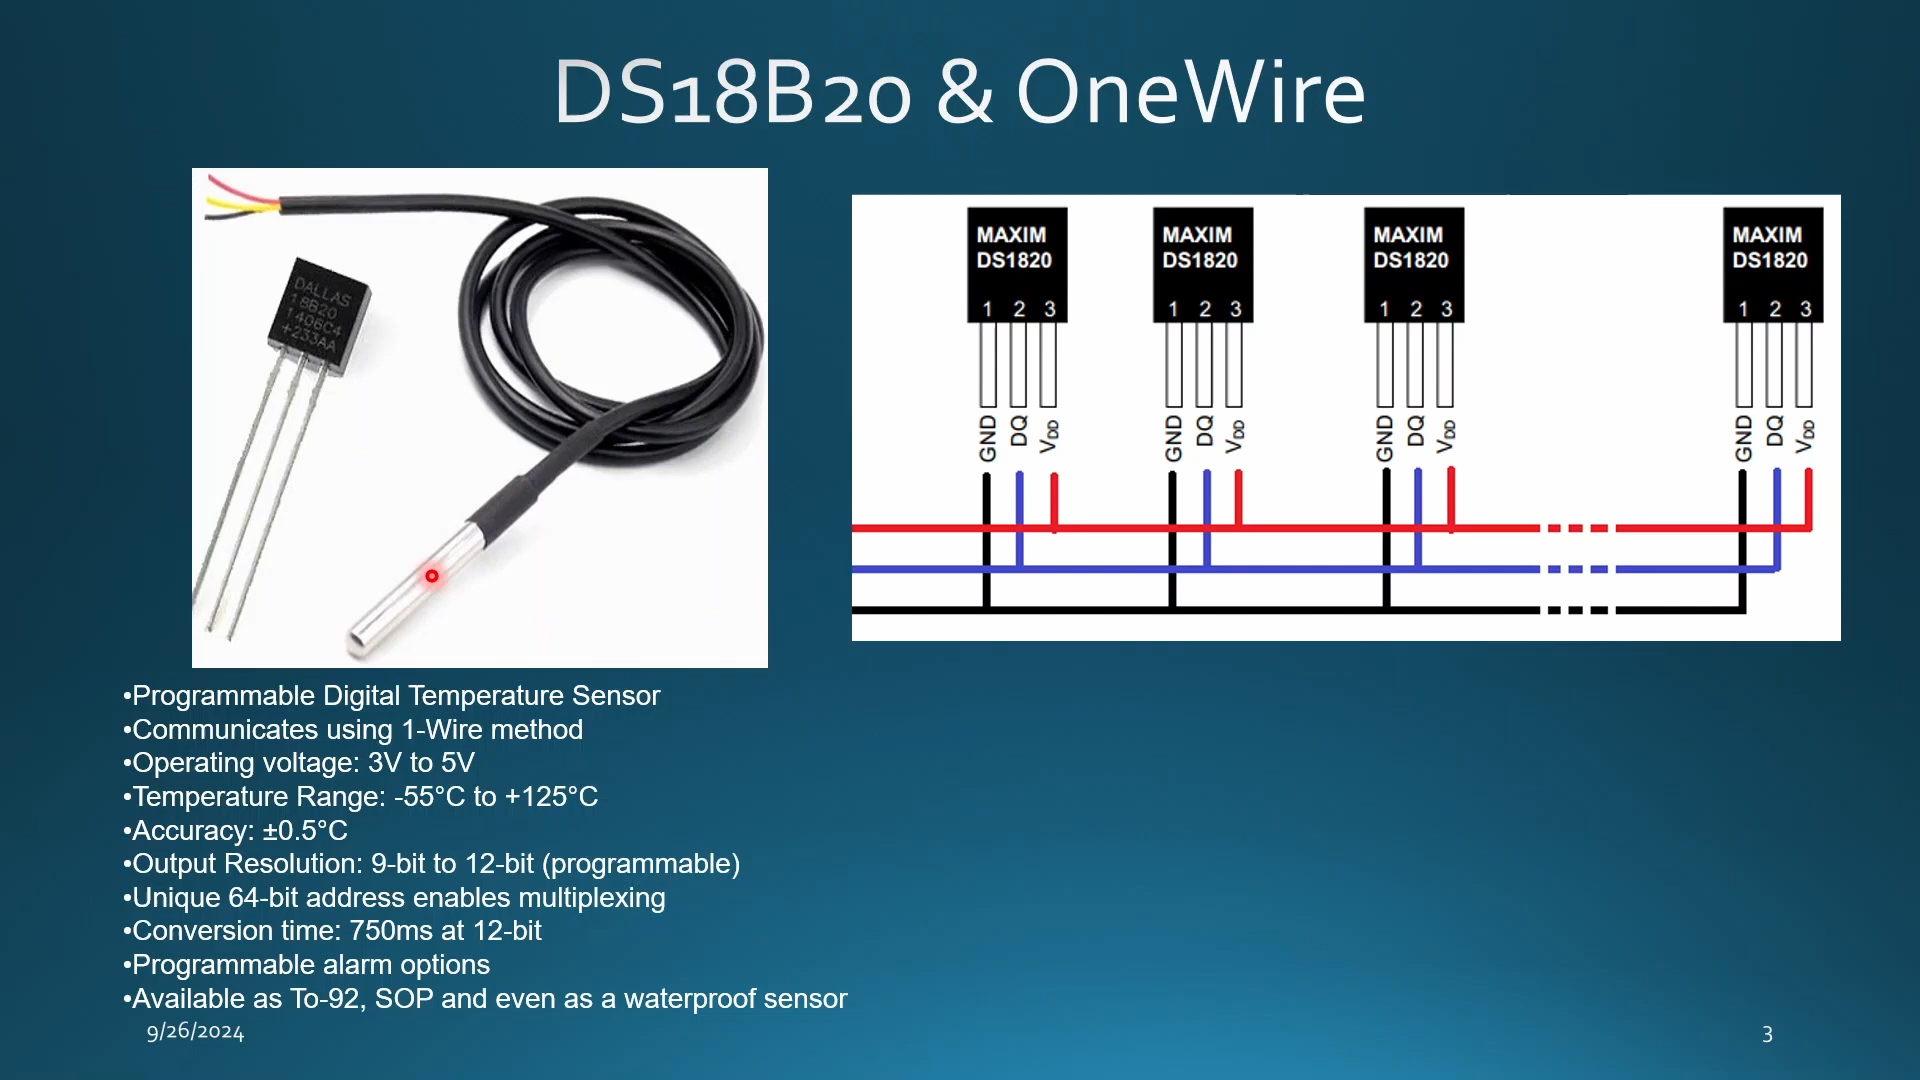 DS18B20 & OneWire
DALLAS
18B20
1406C4
+233AA
MAXIM
DS1820
1 2 3
GND DQ VDD
MAXIM
DS1820
1 2 3
GND DQ VDD
MAXIM
DS1820
1 2 3
GND DQ VDD
MAXIM
DS1820
1 2 3
GND DQ VDD
•Programmable Digital Temperature Sensor
•Communicates using 1-Wire method
•Operating voltage: 3V to 5V
•Temperature Range: -55°C to +125°C
•Accuracy: ±0.5°C
•Output Resolution: 9-bit to 12-bit (programmable)
•Unique 64-bit address enables multiplexing
•Conversion time: 750ms at 12-bit
•Programmable alarm options
•Available as To-92, SOP and even as a waterproof sensor
9/26/2024
3